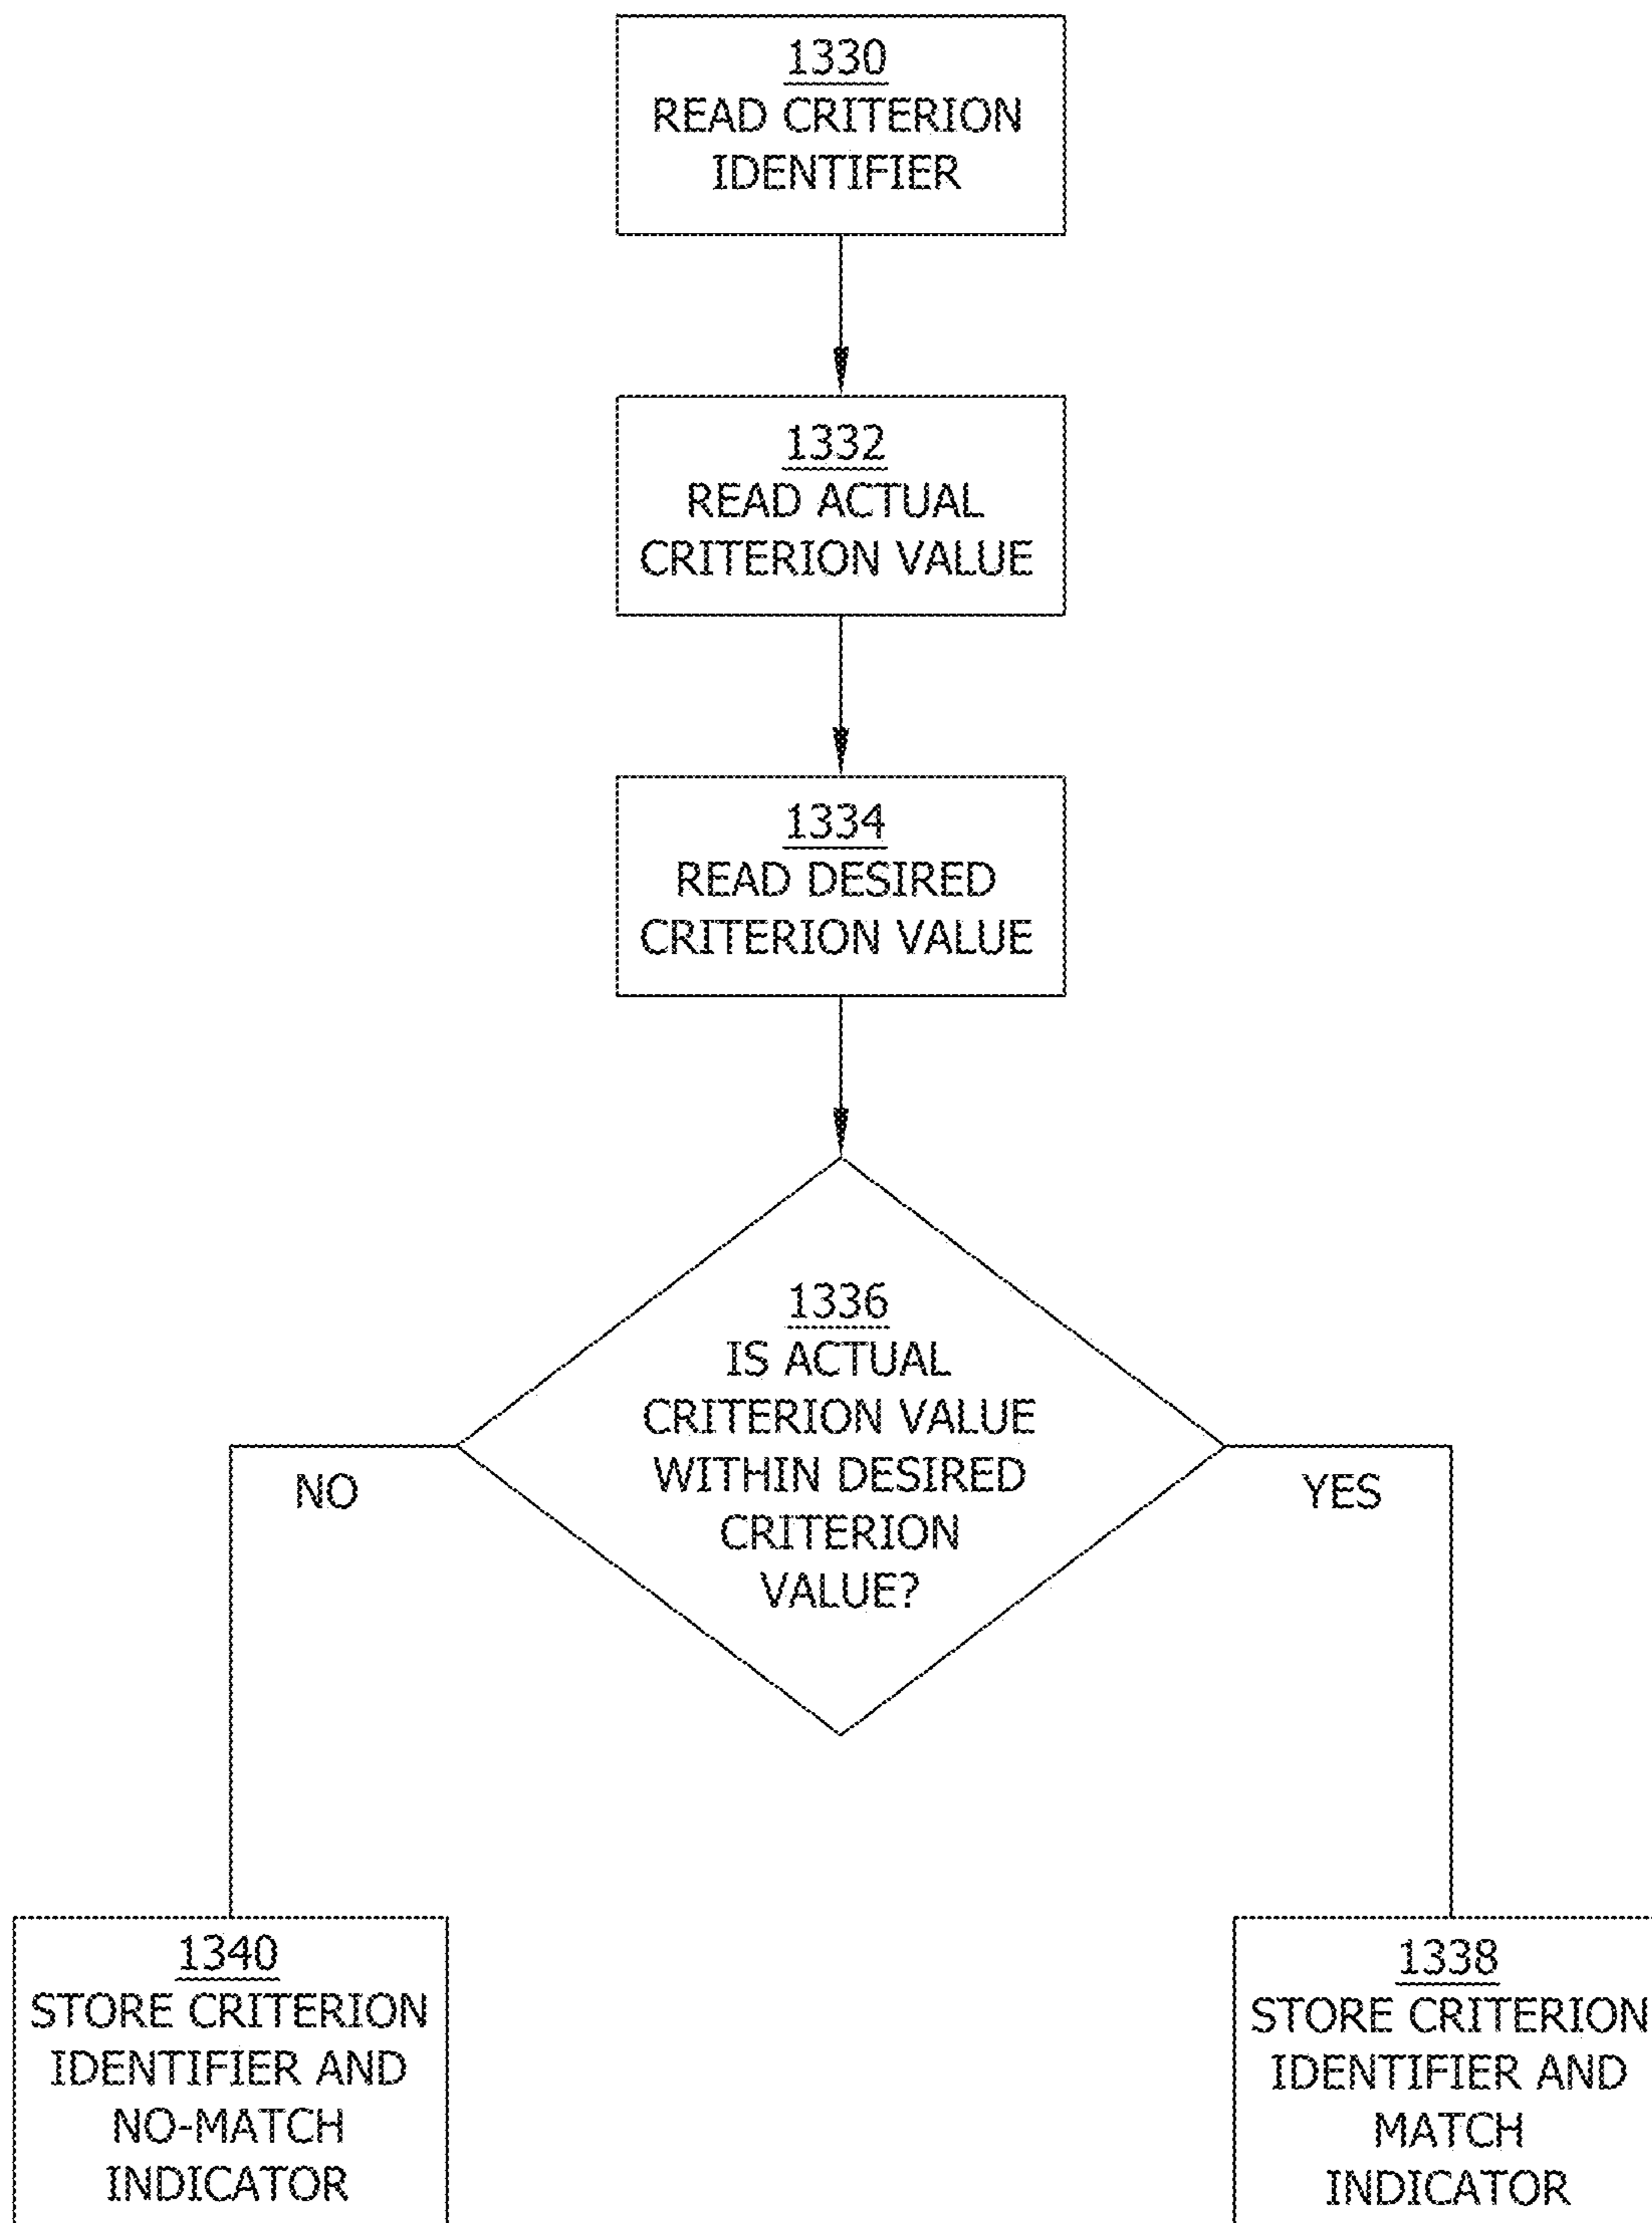 1330
READ CRITERION
IDENTIFIER
1332
READ ACTUAL
CRITERION VALUE
1334
READ DESIRED
CRITERION VALUE
1336
IS ACTUAL
CRITERION VALUE
WITHIN DESIRED
CRITERION
VALUE?
NO
YES
1340
STORE CRITERION
IDENTIFIER AND
NO-MATCH
INDICATOR
1338
STORE CRITERION
IDENTIFIER AND
MATCH
INDICATOR